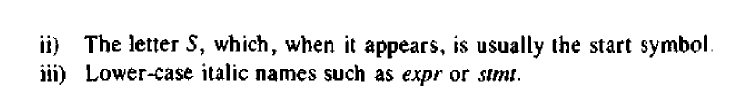 ii) The letter S, which, when it appears, is usually the start symbol.
iii) Lower-case italic names such as expr or stmt.